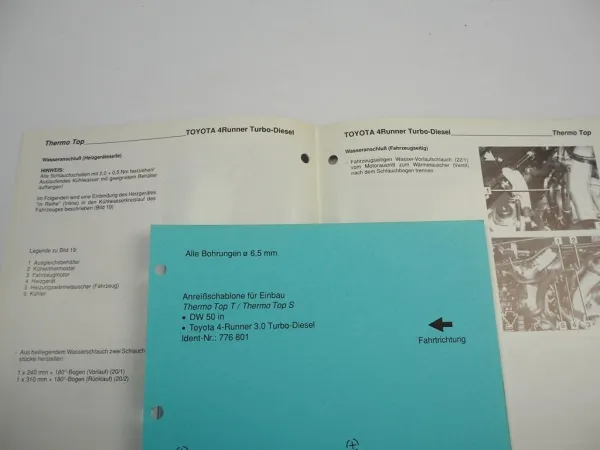 Thermo Top
TOYOTA 4Runner Turbo-Diesel
Wasseranschluß (Heizgeräteseite)
HINWEIS:
Alle Schlauchschellen mit 2,0 + 0,5 Nm festziehen!
Auslaufendes Kühlwasser mit geeignetem Behälter
auffangen!
Im Folgenden wird eine Einbindung des Heizgerätes
"in Reihe" (Inline) in den Kühlwasserkreislauf des
Fahrzeuges beschrieben (Bild 19)
Legende zu Bild 19:
1 Ausgleichsbehälter
2 Kühlerthermostat
3 Fahrzeugmotor
4 Heizgerät
5 Heizungswärmetauscher (Fahrzeug)
6 Kühler
- Aus beiliegendem Wasserschlauch zwei Schlauch
stücke herstellen:
1 x 240 mm + 180°-Bogen (Vorlauf) (20/1)
1 x 310 mm + 180°-Bogen (Rücklauf) (20/2)
TOYOTA 4Runner Turbo-Diesel
Thermo Top
Wasseranschluß (Fahrzeugseitig)
- Fahrzeugseitigen Wasser-Vorlaufschlauch (22/1)
vom Motoraustritt zum Wärmetauscher (Ventil)
nach dem Schlauchbogen trennen.
Alle Bohrungen ø 6,5 mm
Anreißschablone für Einbau
Thermo Top T / Thermo Top S
• DW 50 in
• Toyota 4-Runner 3.0 Turbo-Diesel
Ident-Nr.: 776 801
Fahrtrichtung